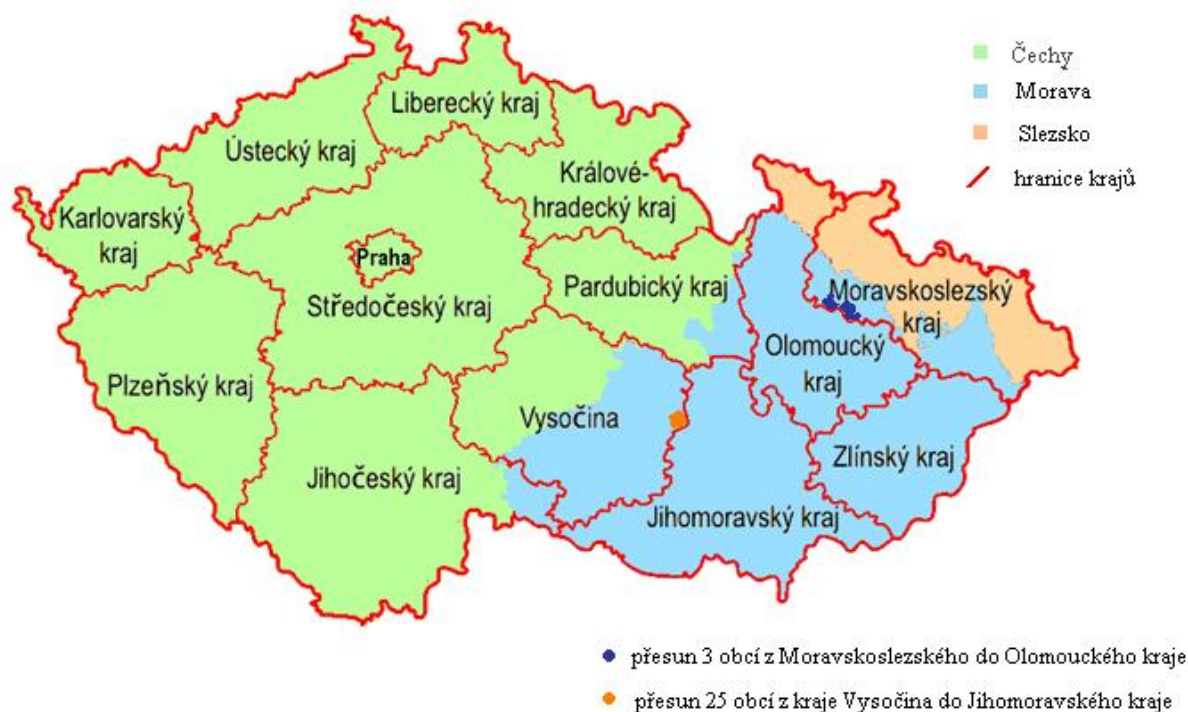 Čechy
Morava
Slezsko
hranice krajů
Liberecký kraj
Ústecký kraj
Králové-
hradecký kraj
Karlovarský
kraj
Praha
Pardubický kraj
Středočeský kraj
Moravskoslezský
kraj
Olomoucký
kraj
Plzeňský kraj
Vysočina
Zlínský kraj
Jihočeský kraj
Jihomoravský kraj
přesun 3 obcí z Moravskoslezského do Olomouckého kraje
přesun 25 obcí z kraje Vysočina do Jihomoravského kraje